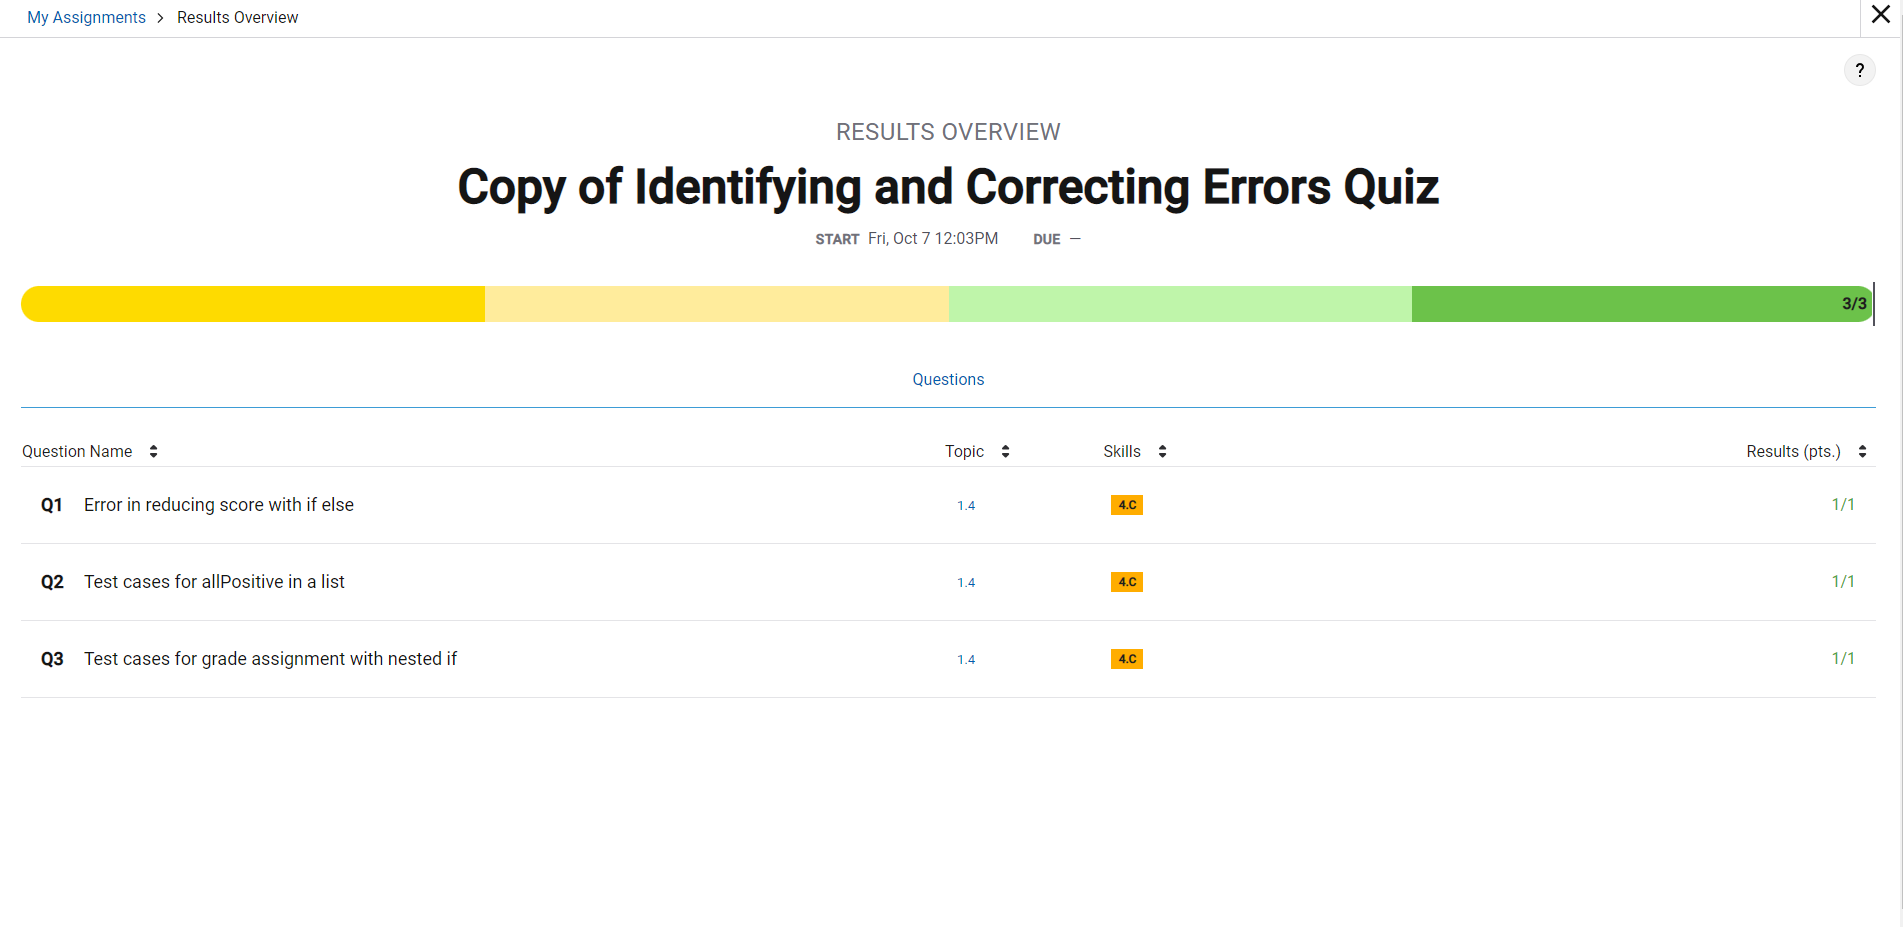 My Assignments > Results Overview
?
RESULTS OVERVIEW
Copy of Identifying and Correcting Errors Quiz
START Fri, Oct 7 12:03PM DUE —
3/3
Questions
Question Name Topic Skills Results (pts.)
Q1 Error in reducing score with if else 1.4 4.C 1/1
Q2 Test cases for allPositive in a list 1.4 4.C 1/1
Q3 Test cases for grade assignment with nested if 1.4 4.C 1/1